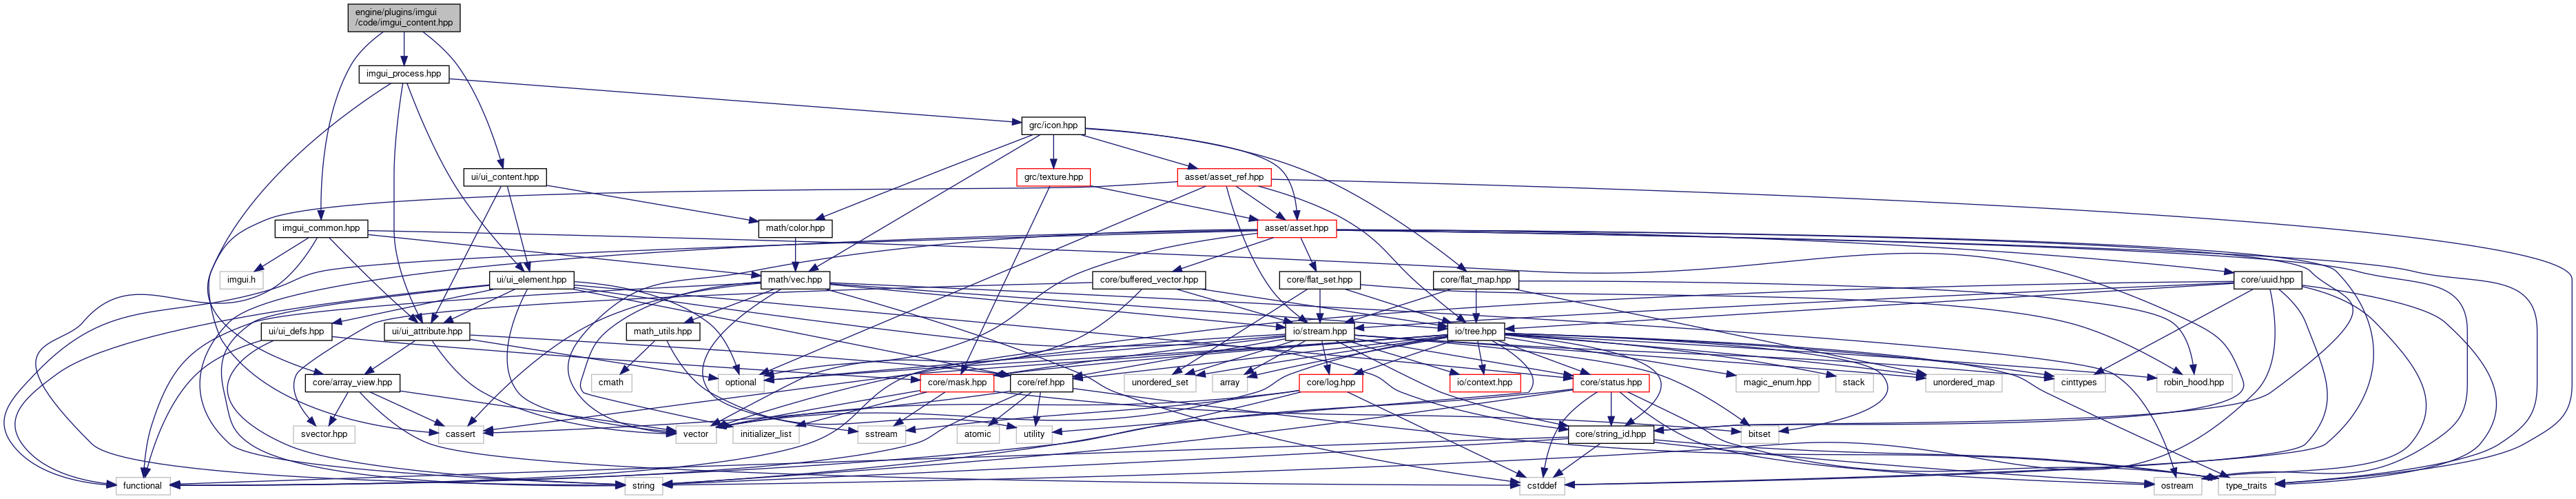 engine/plugins/imgui
/code/imgui_content.hpp
imgui_process.hpp
grc/icon.hpp
ui/ui_content.hpp
grc/texture.hpp
asset/asset_ref.hpp
imgui_common.hpp
math/color.hpp
asset/asset.hpp
imgui.h
ui/ui_element.hpp
math/vec.hpp
core/buffered_vector.hpp
core/flat_set.hpp
core/flat_map.hpp
core/uuid.hpp
ui/ui_defs.hpp
ui/ui_attribute.hpp
math_utils.hpp
io/stream.hpp
io/tree.hpp
core/array_view.hpp
cmath
optional
core/mask.hpp
core/ref.hpp
unordered_set
array
core/log.hpp
io/context.hpp
core/status.hpp
magic_enum.hpp
stack
unordered_map
cinttypes
robin_hood.hpp
svector.hpp
cassert
vector
initializer_list
sstream
atomic
utility
core/string_id.hpp
bitset
functional
string
cstddef
ostream
type_traits